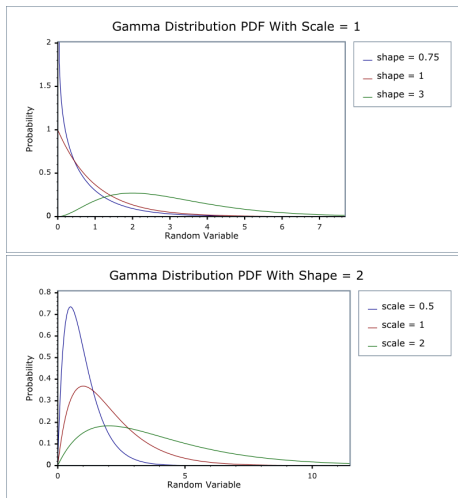 Gamma Distribution PDF With Scale = 1
2
1.5
1
0.5
0
Probability
0 1 2 3 4 5 6 7
Random Variable
shape = 0.75
shape = 1
shape = 3
Gamma Distribution PDF With Shape = 2
0.8
0.7
0.6
0.5
0.4
0.3
0.2
0.1
0
Probability
0 5 10
Random Variable
scale = 0.5
scale = 1
scale = 2